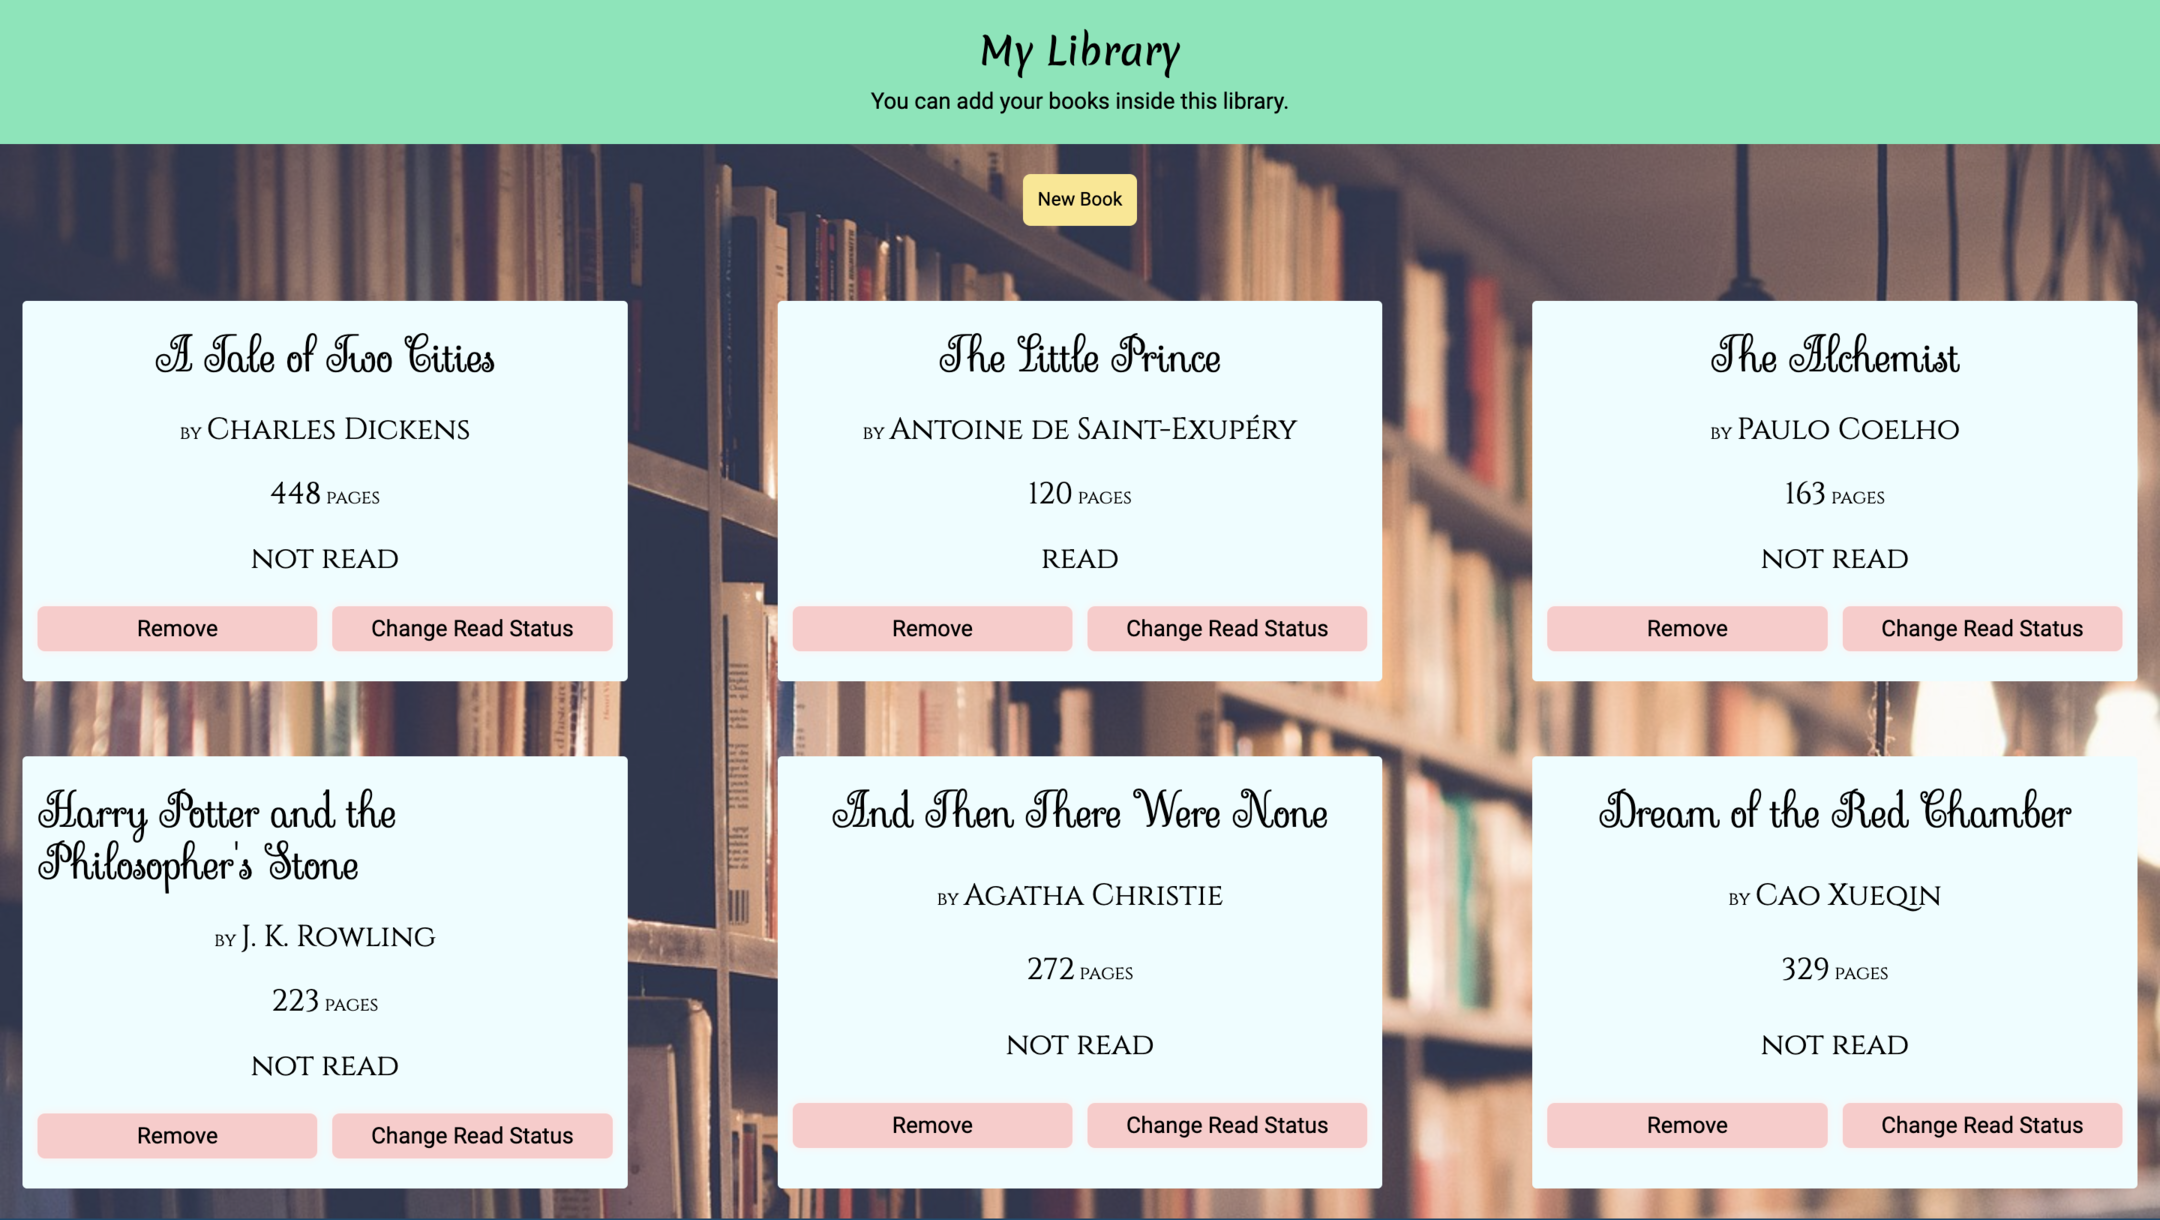 My Library
You can add your books inside this library.
New Book
A Tale of Two Cities
BY CHARLES DICKENS
448 PAGES
NOT READ
Remove
Change Read Status
The Little Prince
BY ANTOINE DE SAINT-EXUPÉRY
120 PAGES
READ
Remove
Change Read Status
The Alchemist
BY PAULO COELHO
163 PAGES
NOT READ
Remove
Change Read Status
Harry Potter and the
Philosopher's Stone
BY J. K. ROWLING
223 PAGES
NOT READ
Remove
Change Read Status
And Then There Were None
BY AGATHA CHRISTIE
272 PAGES
NOT READ
Remove
Change Read Status
Dream of the Red Chamber
BY CAO XUEQIN
329 PAGES
NOT READ
Remove
Change Read Status